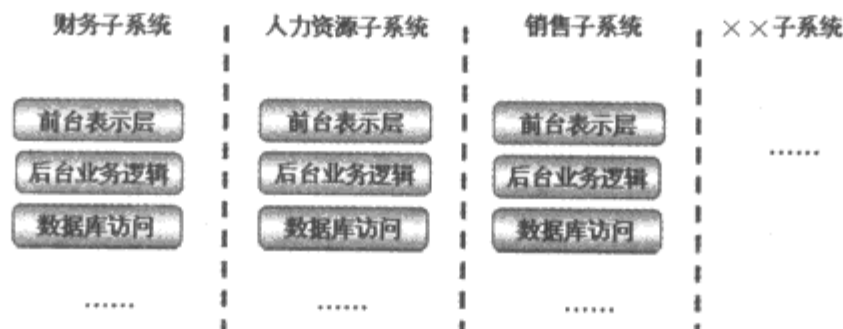 财务子系统 人力资源子系统 销售子系统 ××子系统
前台表示层 前台表示层 前台表示层
后台业务逻辑 后台业务逻辑 后台业务逻辑 ……
数据库访问 数据库访问 数据库访问
…… …… ……